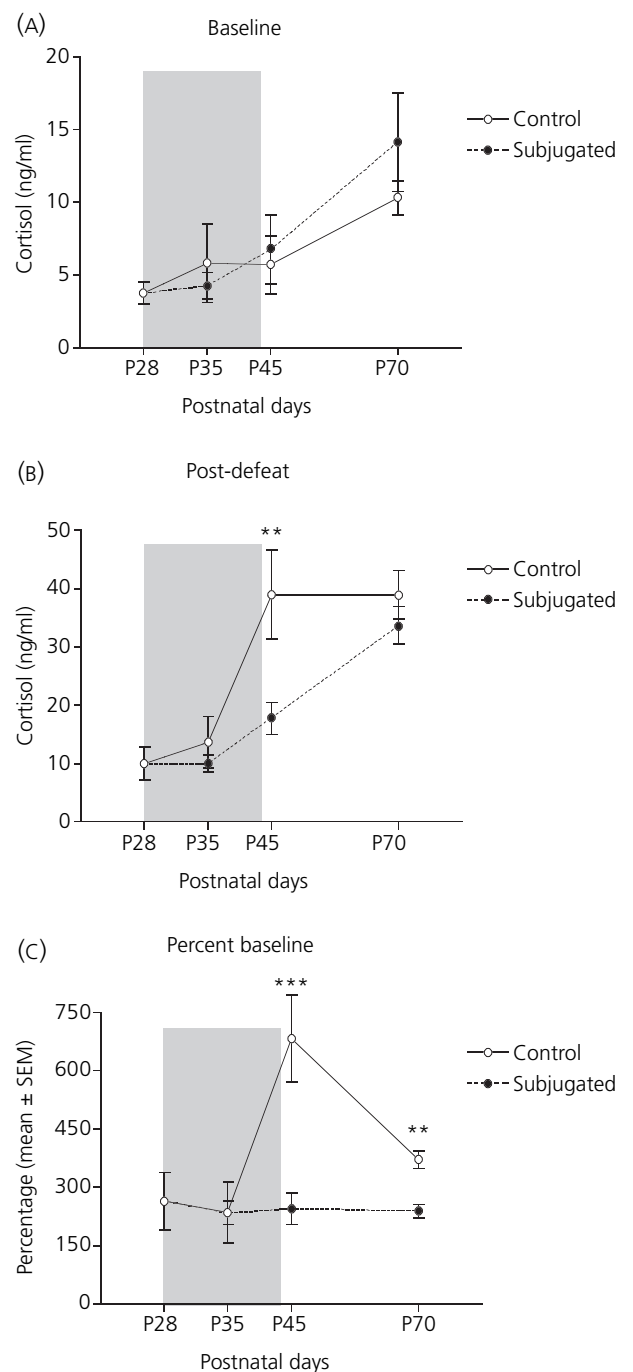 (A)
Baseline
20
15
10
5
0
Cortisol (ng/ml)
P28 P35 P45 P70
Postnatal days
Control
Subjugated
(B)
Post-defeat
50
40
30
20
10
0
Cortisol (ng/ml)
**
P28 P35 P45 P70
Postnatal days
Control
Subjugated
(C)
Percent baseline
750
600
450
300
150
0
Percentage (mean ± SEM)
***
**
P28 P35 P45 P70
Postnatal days
Control
Subjugated